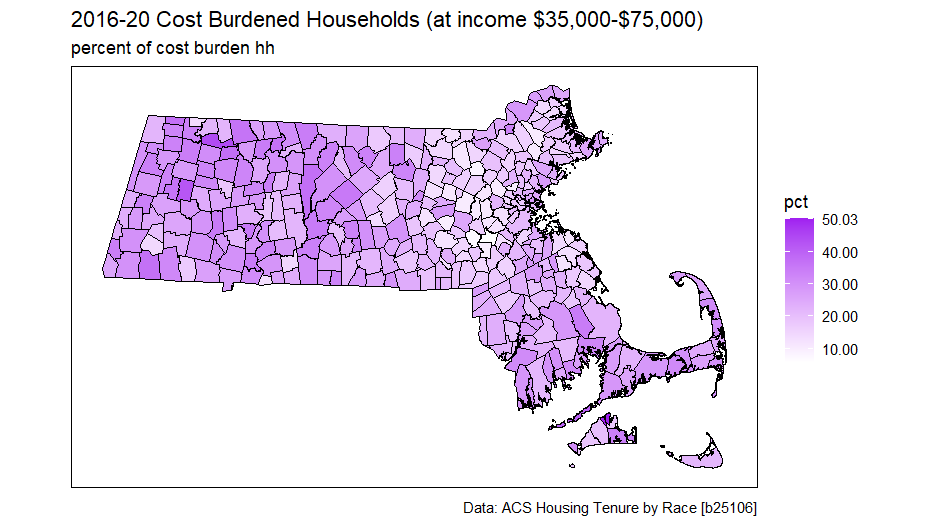 2016-20 Cost Burdened Households (at income $35,000-$75,000)
percent of cost burden hh
pct
50.03
40.00
30.00
20.00
10.00
Data: ACS Housing Tenure by Race [b25106]